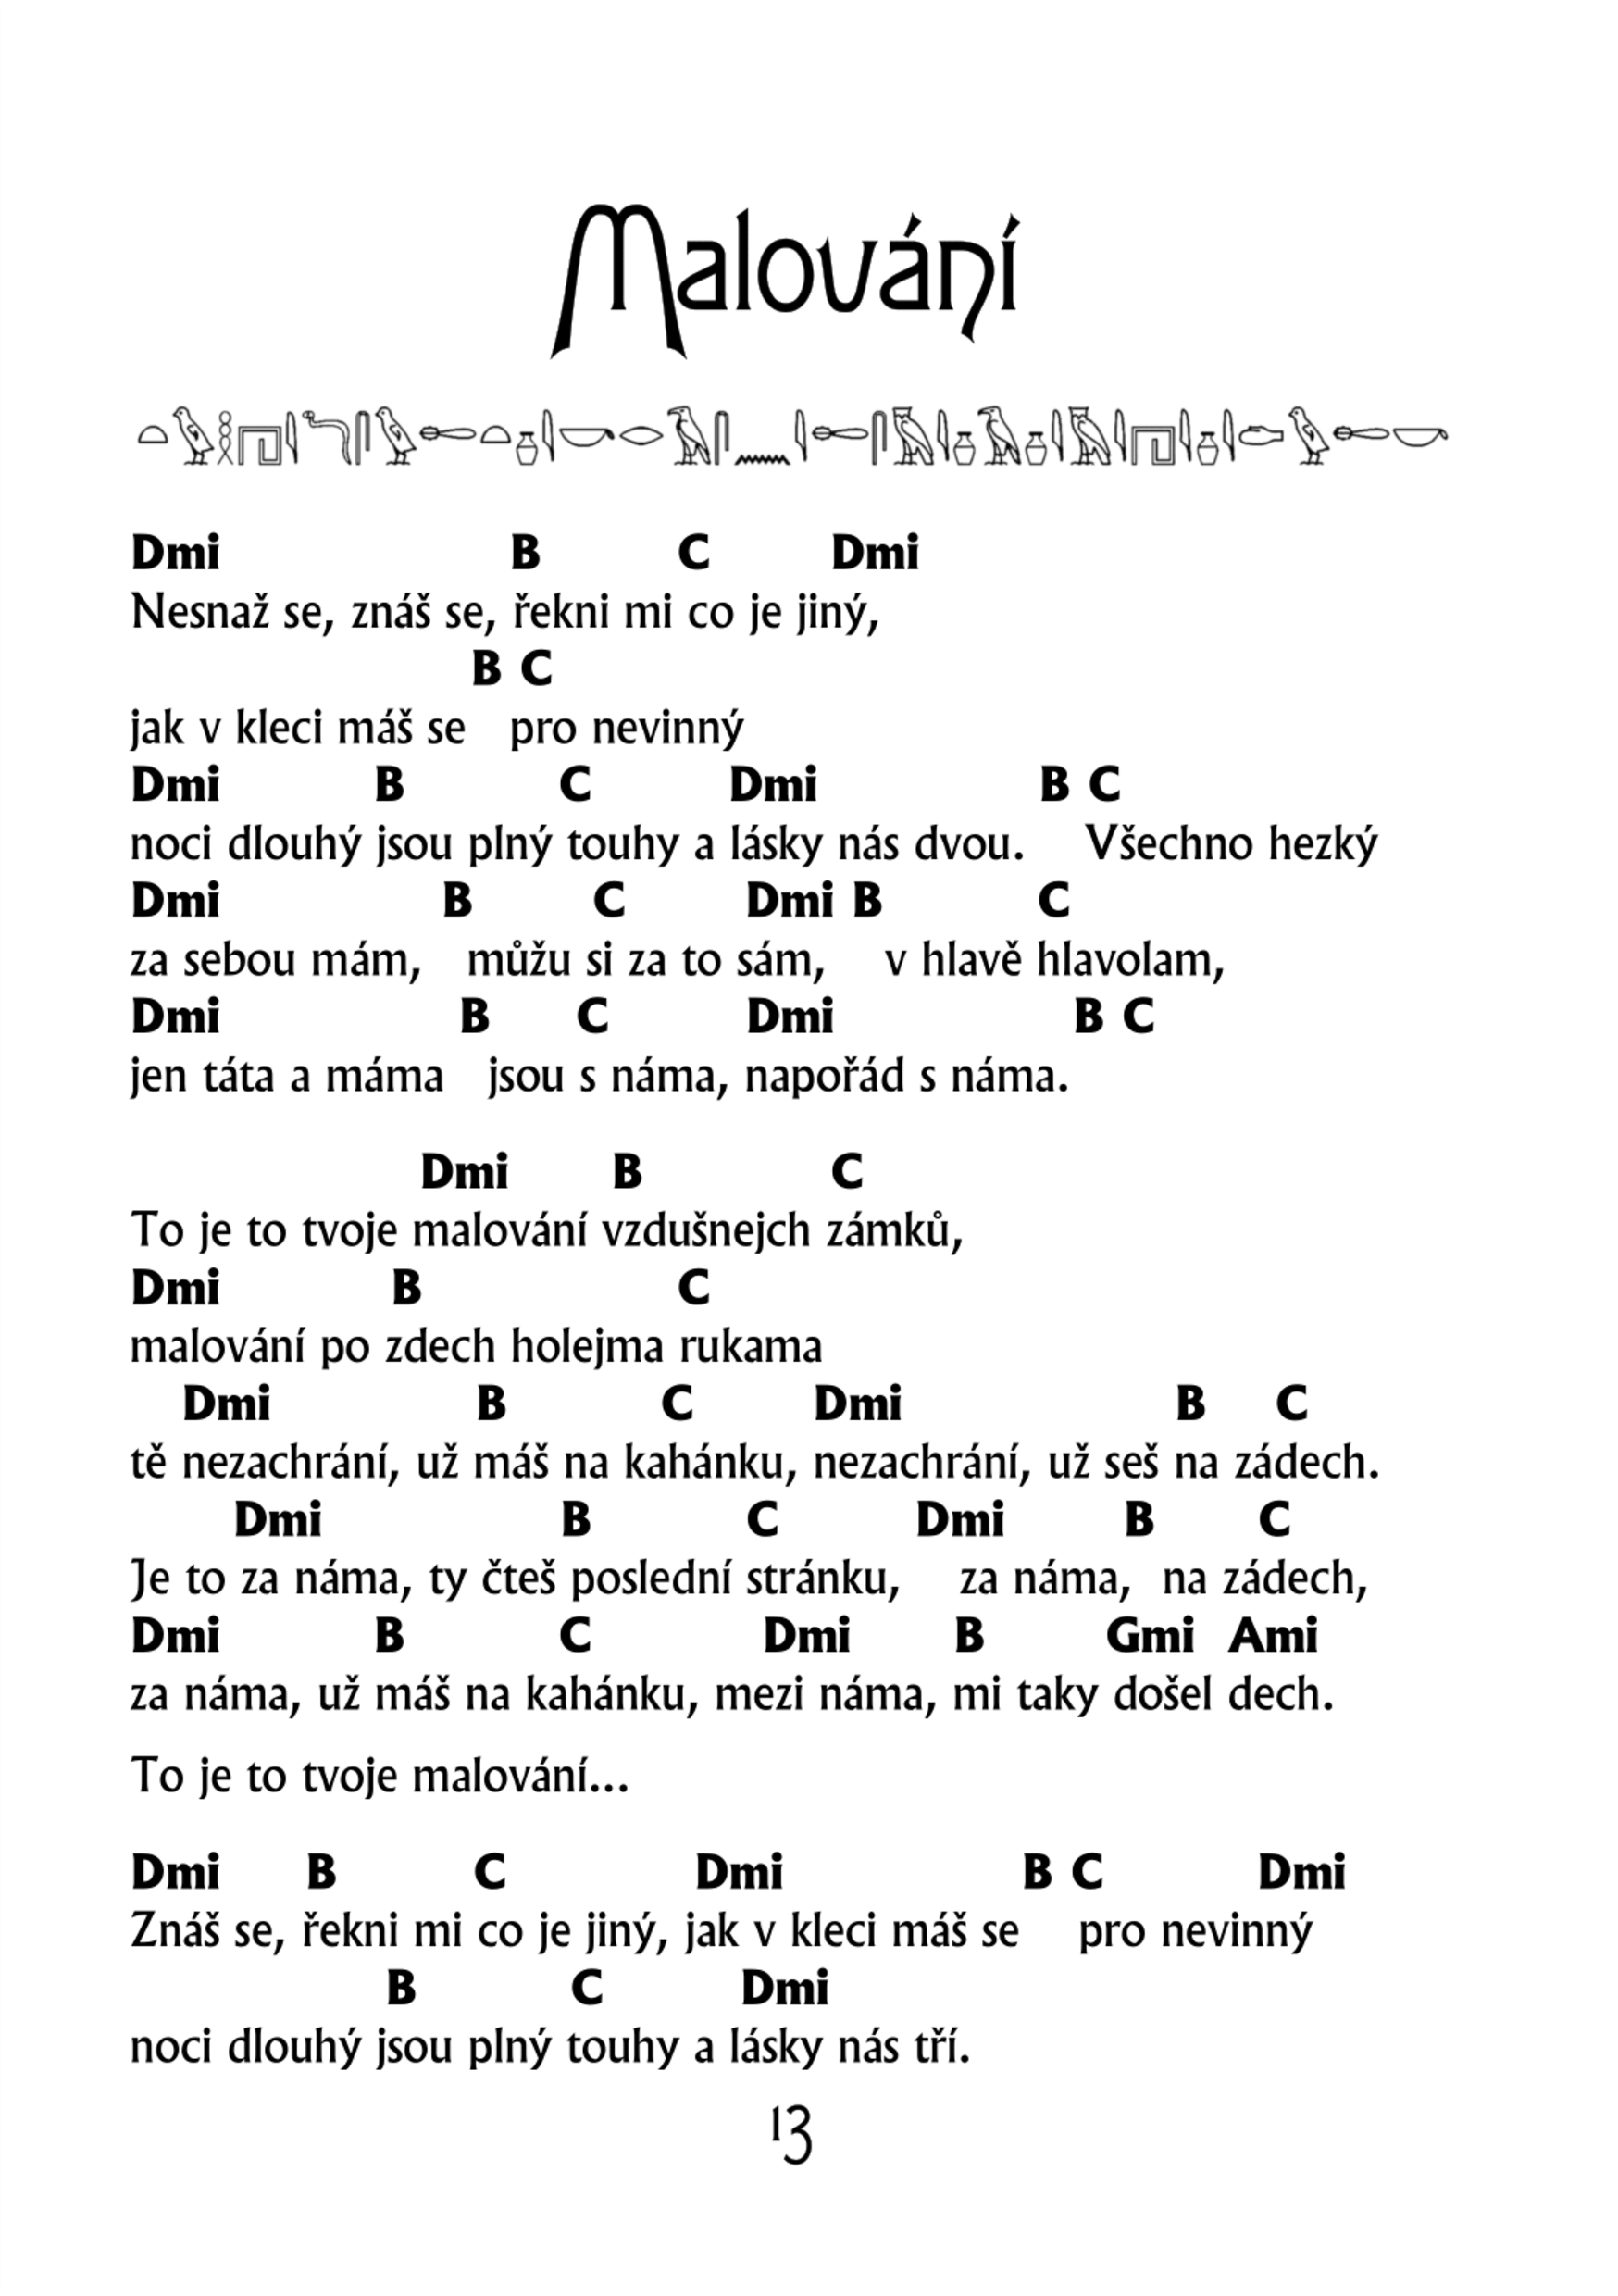 Malování
Dmi B C Dmi
Nesnaž se, znáš se, řekni mi co je jiný,
B C
jak v kleci máš se pro nevinný
Dmi B C Dmi B C
noci dlouhý jsou plný touhy a lásky nás dvou. Všechno hezký
Dmi B C Dmi B C
za sebou mám, můžu si za to sám, v hlavě hlavolam,
Dmi B C Dmi B C
jen táta a máma jsou s náma, napořád s náma.
Dmi B C
To je to tvoje malování vzdušnejch zámků,
Dmi B C
malování po zdech holejma rukama
Dmi B C Dmi B C
tě nezachrání, už máš na kahánku, nezachrání, už seš na zádech.
Dmi B C Dmi B C
Je to za náma, ty čteš poslední stránku, za náma, na zádech,
Dmi B C Dmi B Gmi Ami
za náma, už máš na kahánku, mezi náma, mi taky došel dech.
To je to tvoje malování...
Dmi B C Dmi B C Dmi
Znáš se, řekni mi co je jiný, jak v kleci máš se pro nevinný
B C Dmi
noci dlouhý jsou plný touhy a lásky nás tří.
13